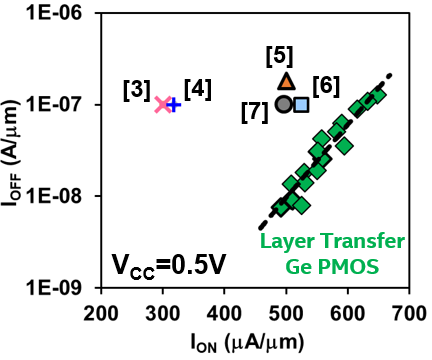 1E-06
1E-07
1E-08
1E-09
I_OFF (A/μm)
[5]
[3]
[4]
[7]
[6]
Layer Transfer
Ge PMOS
V_CC=0.5V
200
300
400
500
600
700
I_ON (μA/μm)